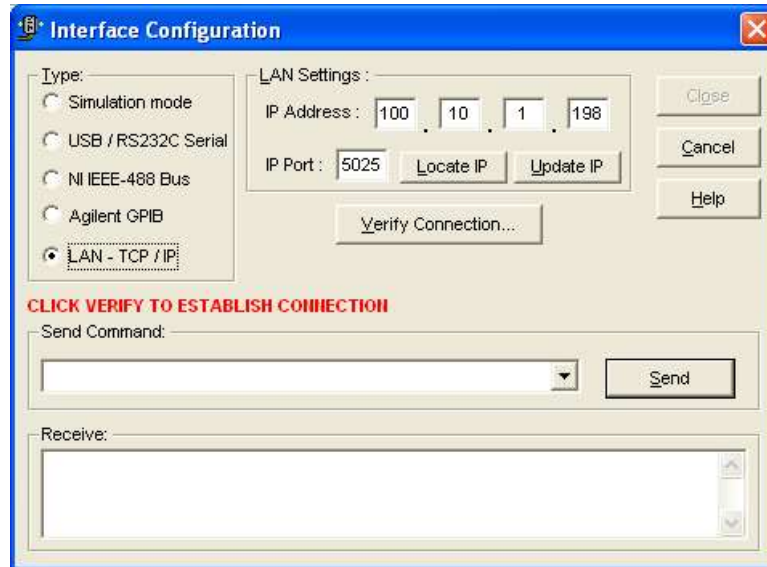 Interface Configuration
Type:
Simulation mode
USB / RS232C Serial
NI IEEE-488 Bus
Agilent GPIB
LAN - TCP / IP
LAN Settings :
IP Address : 100 . 10 . 1 . 198
IP Port : 5025 Locate IP Update IP
Verify Connection...
Close
Cancel
Help
CLICK VERIFY TO ESTABLISH CONNECTION
Send Command:
Send
Receive: